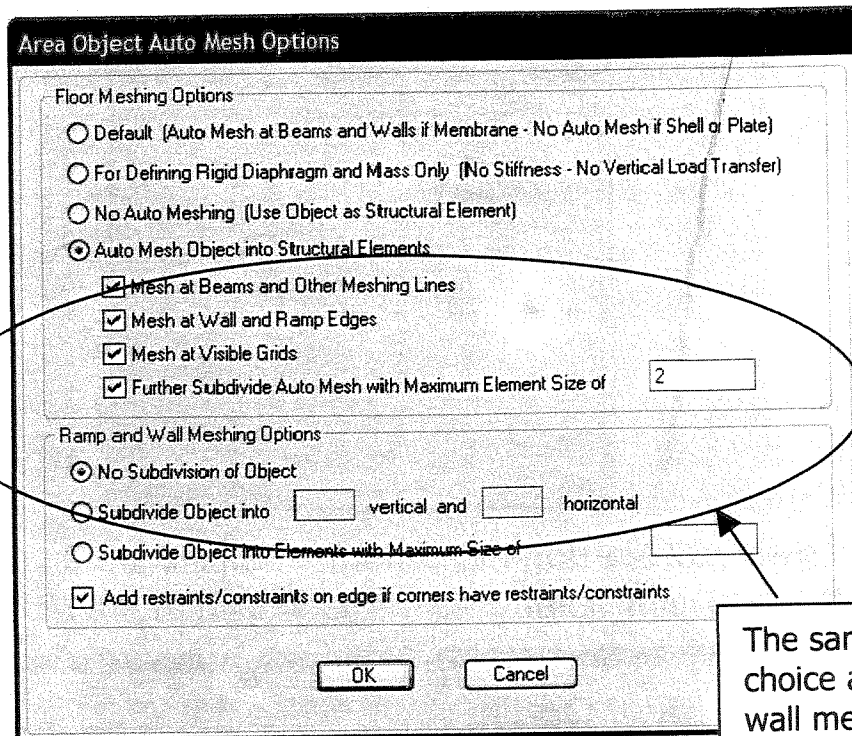 Area Object Auto Mesh Options
Floor Meshing Options
Default (Auto Mesh at Beams and Walls if Membrane - No Auto Mesh if Shell or Plate)
For Defining Rigid Diaphragm and Mass Only (No Stiffness - No Vertical Load Transfer)
No Auto Meshing (Use Object as Structural Element)
Auto Mesh Object into Structural Elements
Mesh at Beams and Other Meshing Lines
Mesh at Wall and Ramp Edges
Mesh at Visible Grids
Further Subdivide Auto Mesh with Maximum Element Size of 2
Ramp and Wall Meshing Options
No Subdivision of Object
Subdivide Object into vertical and horizontal
Subdivide Object into Elements with Maximum Size of
Add restraints/constraints on edge if corners have restraints/constraints
OK Cancel
The
choice
wall